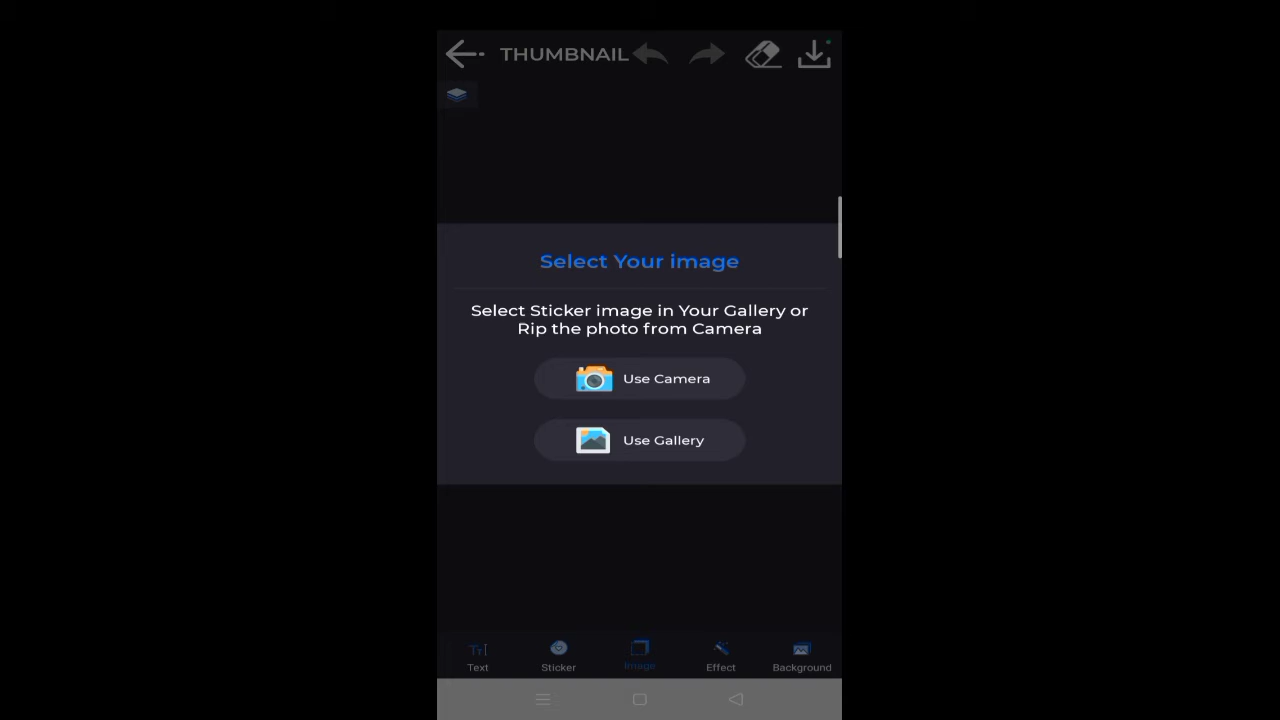 THUMBNAIL
Select Your image
Select Sticker image in Your Gallery or
Rip the photo from Camera
Use Camera
Use Gallery
Text
Sticker
Image
Effect
Background